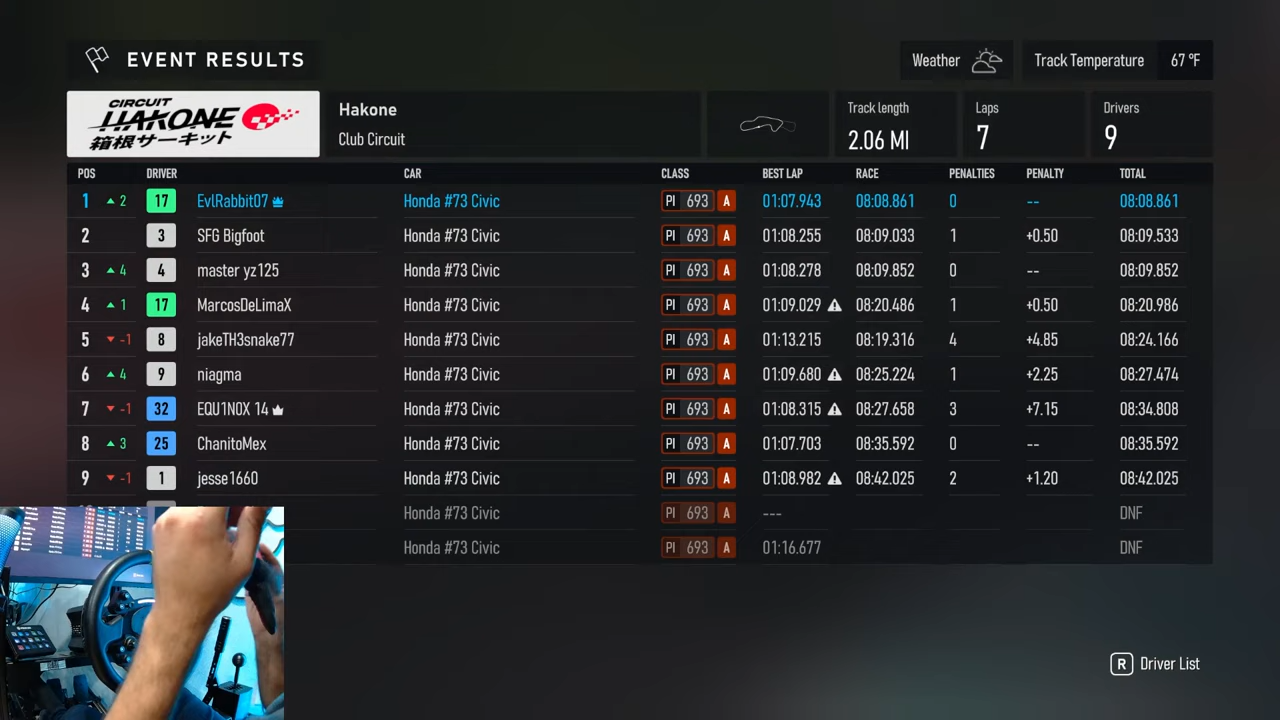 EVENT RESULTS
Weather
Track Temperature 67 °F
CIRCUIT
HAKONE
箱根サーキット
Hakone
Club Circuit
Track length
2.06 MI
Laps
7
Drivers
9
POS DRIVER CAR CLASS BEST LAP RACE PENALTIES PENALTY TOTAL
1 2 17 EvlRabbit07 Honda #73 Civic PI 693 A 01:07.943 08:08.861 0 -- 08:08.861
2 3 SFG Bigfoot Honda #73 Civic PI 693 A 01:08.255 08:09.033 1 +0.50 08:09.533
3 4 4 master yz125 Honda #73 Civic PI 693 A 01:08.278 08:09.852 0 -- 08:09.852
4 1 17 MarcosDeLimaX Honda #73 Civic PI 693 A 01:09.029 08:20.486 1 +0.50 08:20.986
5 -1 8 jakeTH3snake77 Honda #73 Civic PI 693 A 01:13.215 08:19.316 4 +4.85 08:24.166
6 4 9 niagma Honda #73 Civic PI 693 A 01:09.680 08:25.224 1 +2.25 08:27.474
7 -1 32 EQU1N0X 14 Honda #73 Civic PI 693 A 01:08.315 08:27.658 3 +7.15 08:34.808
8 3 25 ChanitoMex Honda #73 Civic PI 693 A 01:07.703 08:35.592 0 -- 08:35.592
9 -1 1 jesse1660 Honda #73 Civic PI 693 A 01:08.982 08:42.025 2 +1.20 08:42.025
Honda #73 Civic PI 693 A --- DNF
Honda #73 Civic PI 693 A 01:16.677 DNF
R Driver List